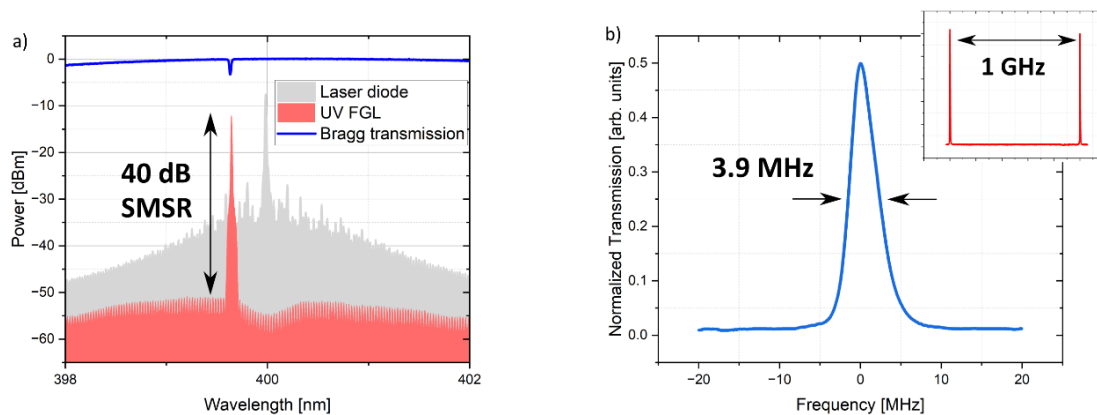 a)
0
−10
−20
−30
−40
−50
−60
Power [dBm]
Laser diode
UV FGL
Bragg transmission
40 dB
SMSR
398
400
402
Wavelength [nm]
b)
1 GHz
0.5
0.4
0.3
0.2
0.1
0.0
Normalized Transmission [arb. units]
3.9 MHz
−20
−10
0
10
20
Frequency [MHz]